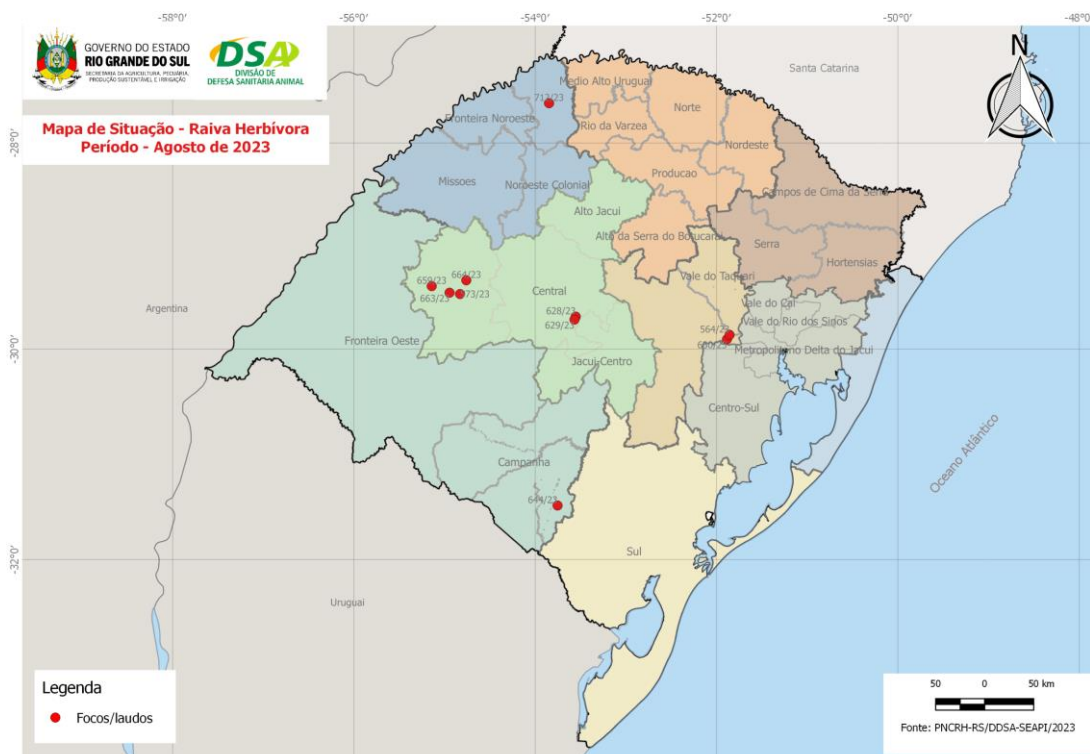 -58°0'
-56°0'
-54°0'
-52°0'
-50°0'
-48°0'
GOVERNO DO ESTADO
RIO GRANDE DO SUL
SECRETARIA DA AGRICULTURA, PECUÁRIA,
PRODUÇÃO SUSTENTÁVEL E IRRIGAÇÃO
DSA
DIVISÃO DE
DEFESA SANITÁRIA ANIMAL
Mapa de Situação - Raiva Herbívora
Período - Agosto de 2023
N
Santa Catarina
Medio Alto Uruguai
712/23
Norte
Fronteira Noroeste
Rio da Varzea
-28°0'
-28°0'
Nordeste
Producao
Missoes
Noroeste Colonial
Campos de Cima da Serra
Alto Jacui
Alto da Serra do Botucarai
Serra
Hortensias
664/23
659/23
Vale do Taquari
663/23
Central
Argentina
Vale do Cai
628/23
Vale do Rio dos Sinos
629/23
564/23
Fronteira Oeste
Metropolitano Delta do Jacui
-30°0'
-30°0'
Jacui-Centro
Centro-Sul
Oceano Atlântico
Campanha
644/23
Sul
-32°0'
-32°0'
Uruguai
Legenda
Focos/laudos
50 0 50 km
Fonte: PNCRH-RS/DDSA-SEAPI/2023